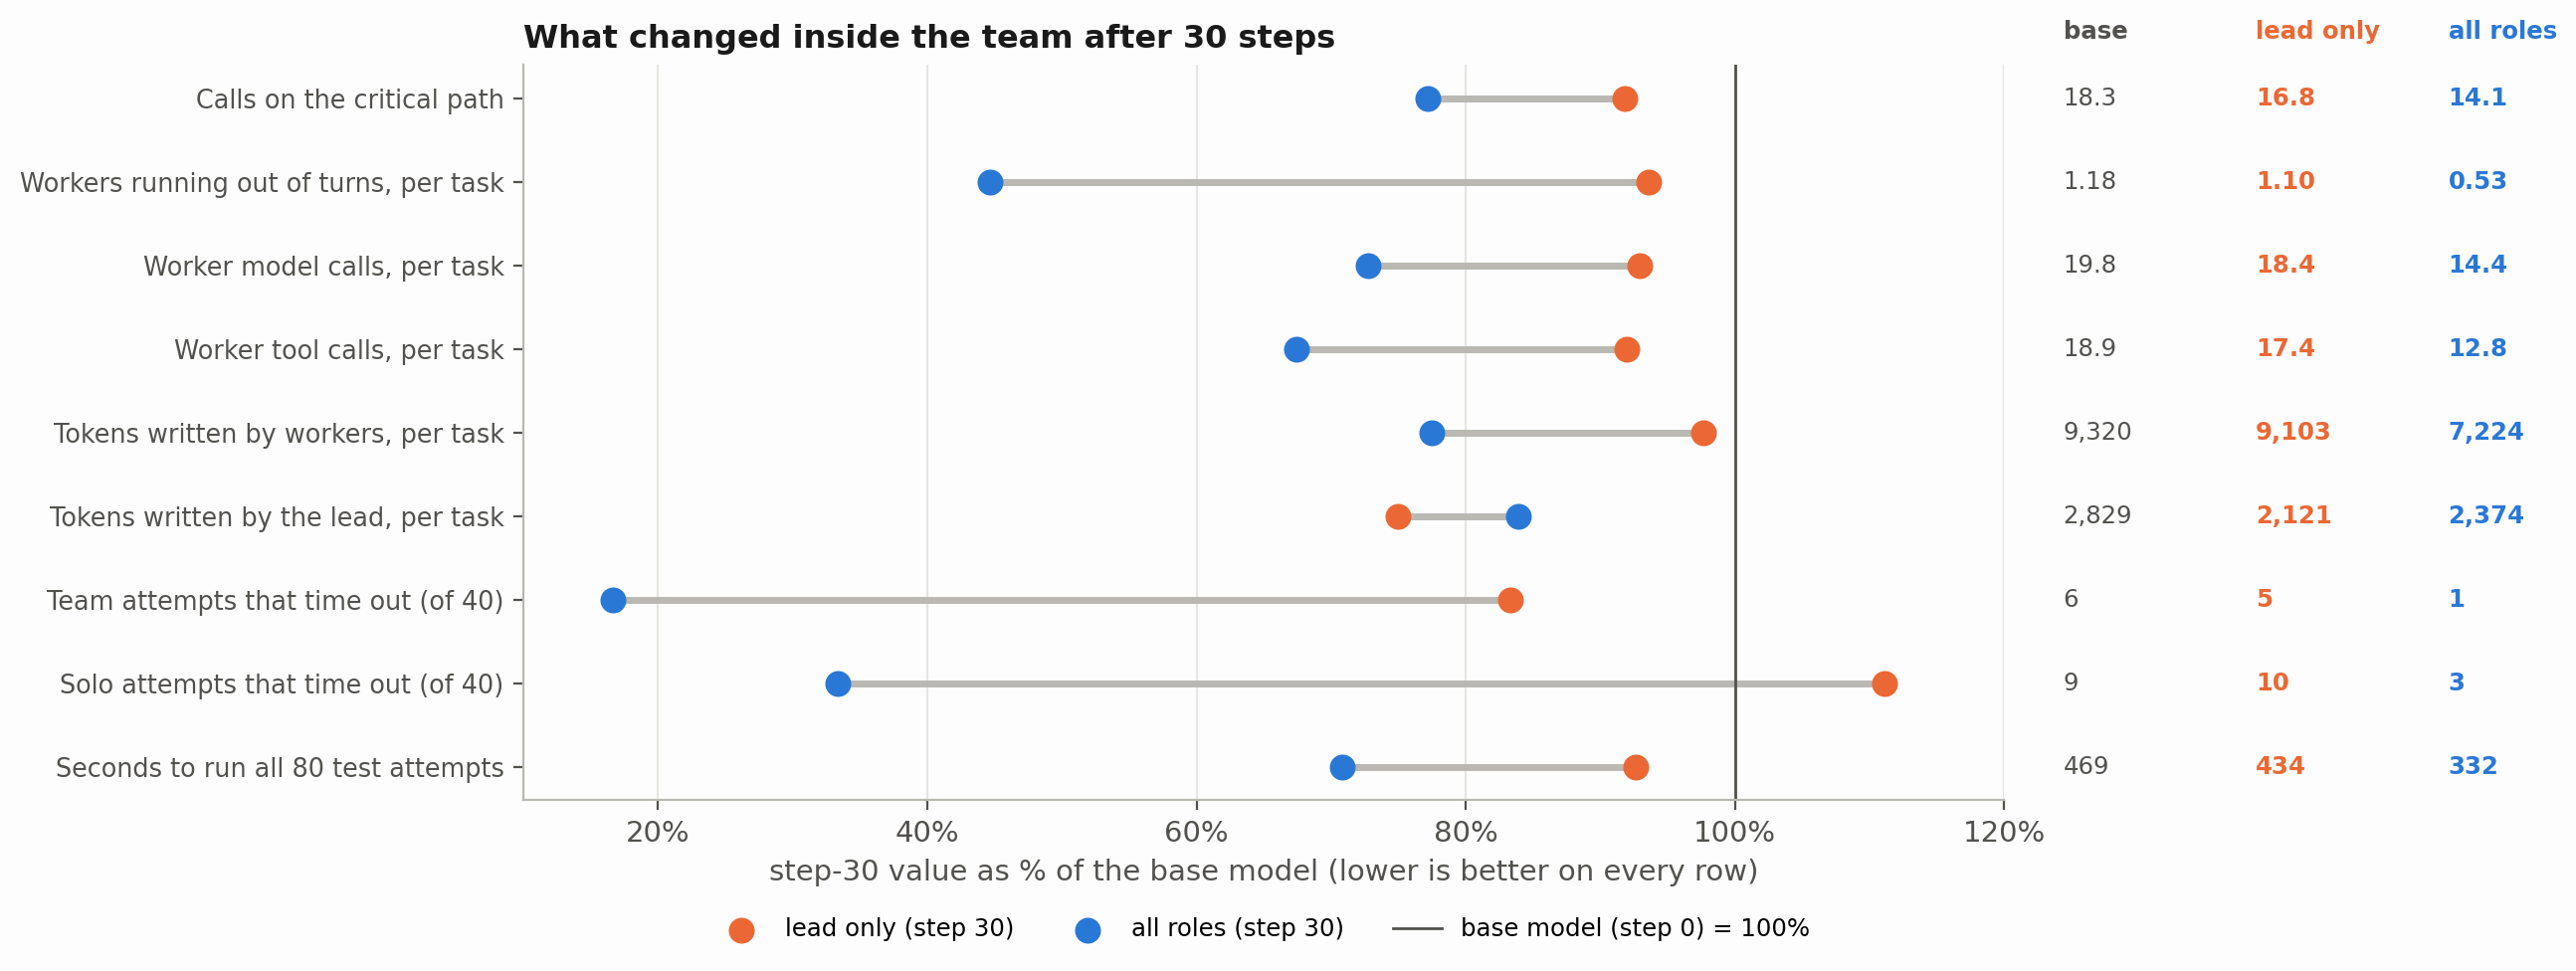 What changed inside the team after 30 steps
base lead only all roles
Calls on the critical path 18.3 16.8 14.1
Workers running out of turns, per task 1.18 1.10 0.53
Worker model calls, per task 19.8 18.4 14.4
Worker tool calls, per task 18.9 17.4 12.8
Tokens written by workers, per task 9,320 9,103 7,224
Tokens written by the lead, per task 2,829 2,121 2,374
Team attempts that time out (of 40) 6 5 1
Solo attempts that time out (of 40) 9 10 3
Seconds to run all 80 test attempts 469 434 332
20% 40% 60% 80% 100% 120%
step-30 value as % of the base model (lower is better on every row)
lead only (step 30) all roles (step 30) base model (step 0) = 100%